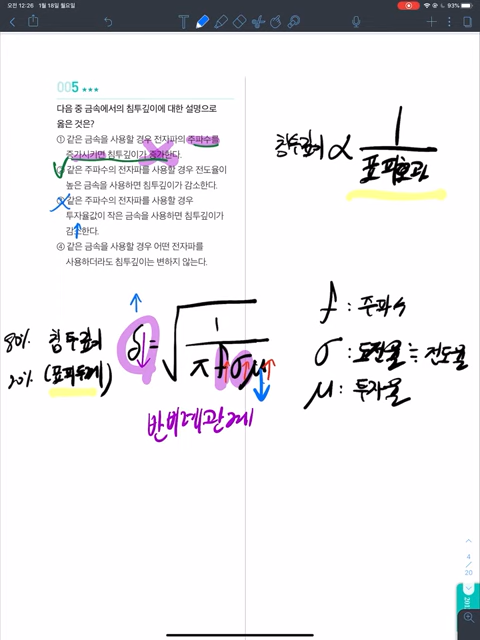 오전 12:26 1월 18일 월요일
93%
005 ★★★
다음 중 금속에서의 침투깊이에 대한 설명으로
옳은 것은?
① 같은 금속을 사용할 경우 전자파의 주파수를
증가시키면 침투깊이가 증가한다.
② 같은 주파수의 전자파를 사용할 경우 전도율이
높은 금속을 사용하면 침투깊이가 감소한다.
③ 같은 주파수의 전자파를 사용할 경우
투자율값이 작은 금속을 사용하면 침투깊이가
감소한다.
④ 같은 금속을 사용할 경우 어떤 전자파를
사용하더라도 침투깊이는 변하지 않는다.
침투깊이 ∝ 1/표피효과
80% 침투깊이
20% (표피두께)
δ = √(1/(π f σ μ))
반비례관계
f : 주파수
σ : 도전율 ≒ 전도율
μ : 투자율
4
/
20